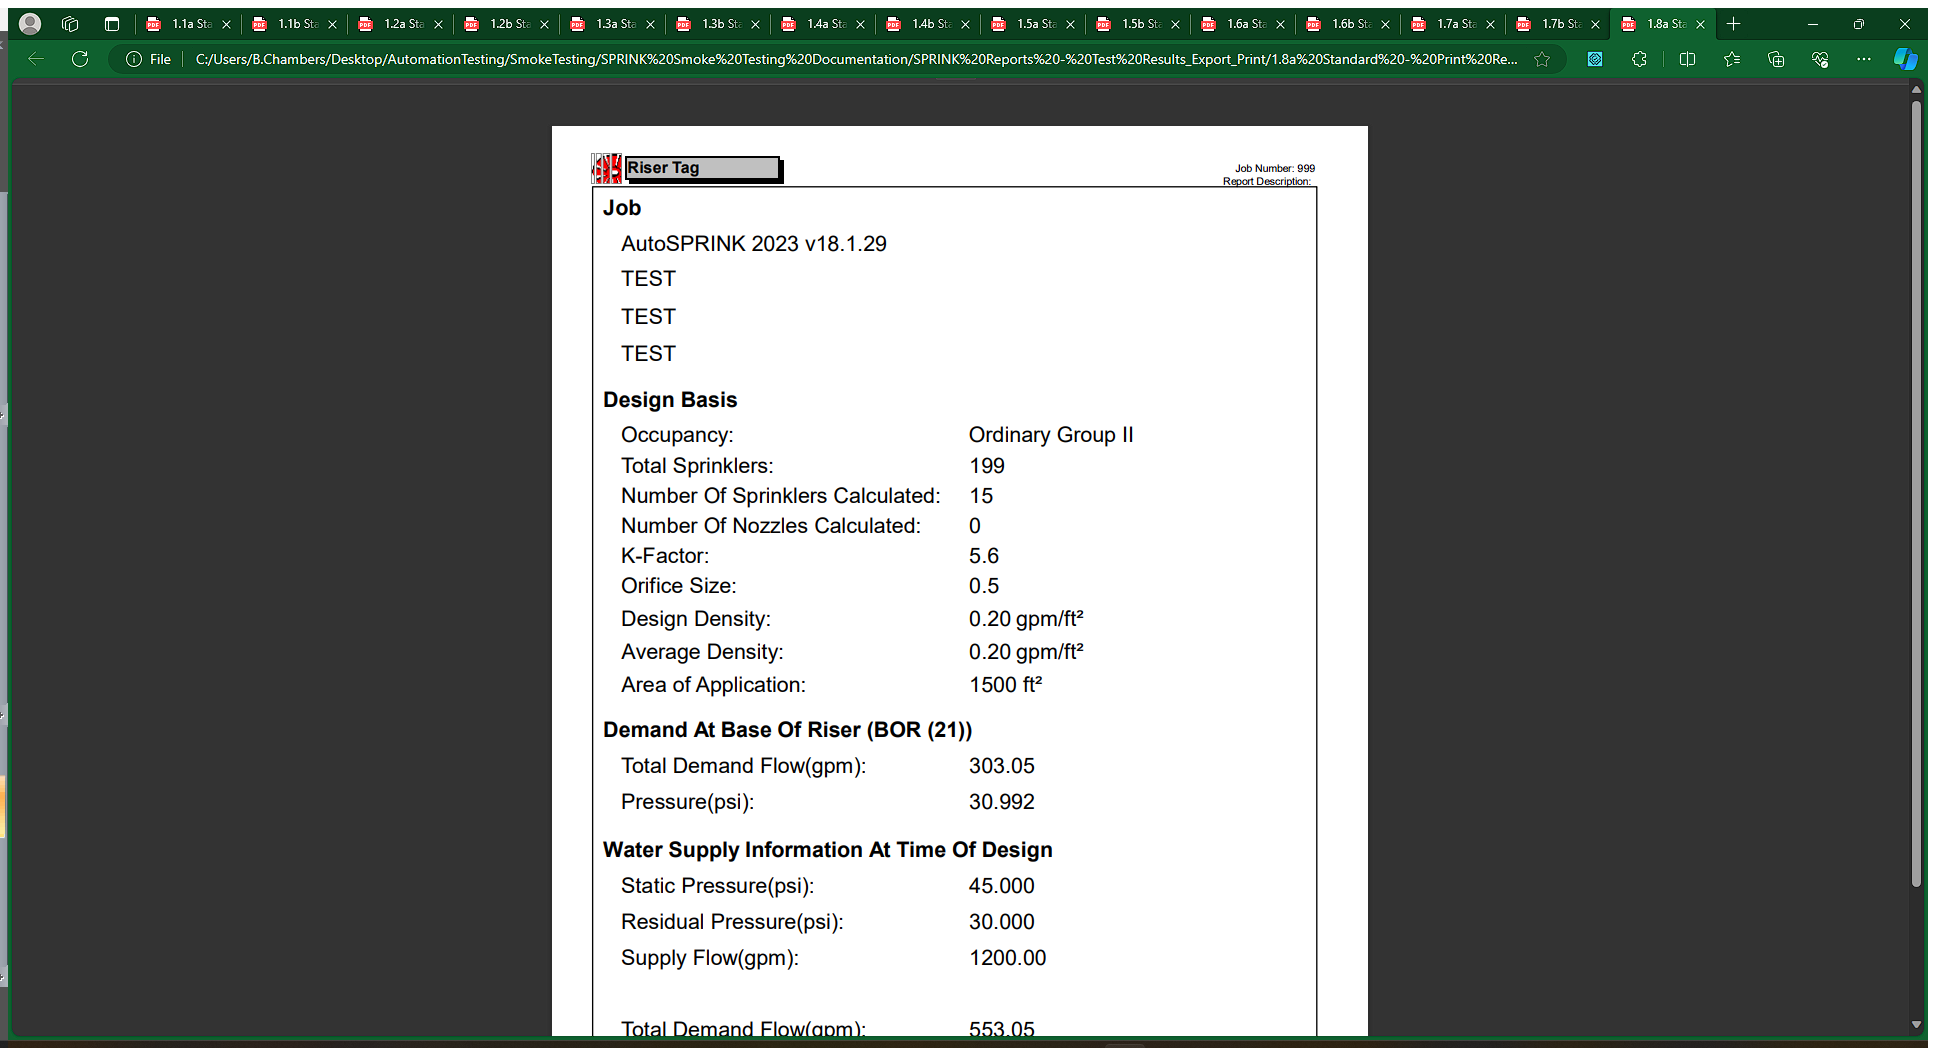 1.1a Sta
1.1b Sta
1.2a Sta
1.2b Sta
1.3a Sta
1.3b Sta
1.4a Sta
1.4b Sta
1.5a Sta
1.5b Sta
1.6a Sta
1.6b Sta
1.7a Sta
1.7b Sta
1.8a Sta
File
C:/Users/B.Chambers/Desktop/AutomationTesting/SmokeTesting/SPRINK%20Smoke%20Testing%20Documentation/SPRINK%20Reports%20-%20Test%20Results_Export_Print/1.8a%20Standard%20-%20Print%20Re...
Riser Tag
Job Number: 999
Report Description:
Job
AutoSPRINK 2023 v18.1.29
TEST
TEST
TEST
Design Basis
Occupancy: Ordinary Group II
Total Sprinklers: 199
Number Of Sprinklers Calculated: 15
Number Of Nozzles Calculated: 0
K-Factor: 5.6
Orifice Size: 0.5
Design Density: 0.20 gpm/ft²
Average Density: 0.20 gpm/ft²
Area of Application: 1500 ft²
Demand At Base Of Riser (BOR (21))
Total Demand Flow(gpm): 303.05
Pressure(psi): 30.992
Water Supply Information At Time Of Design
Static Pressure(psi): 45.000
Residual Pressure(psi): 30.000
Supply Flow(gpm): 1200.00
Total Demand Flow(gpm): 553.05